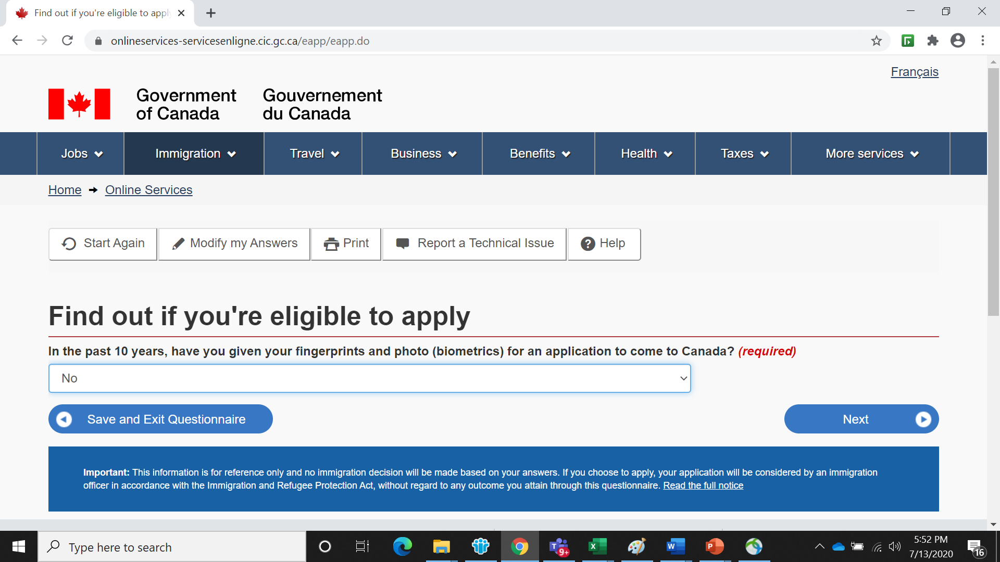 Find out if you're eligible to appl
onlineservices-servicesenligne.cic.gc.ca/eapp/eapp.do
Français
Government of Canada
Gouvernement du Canada
Jobs Immigration Travel Business Benefits Health Taxes More services
Home → Online Services
Start Again Modify my Answers Print Report a Technical Issue ? Help
Find out if you're eligible to apply
In the past 10 years, have you given your fingerprints and photo (biometrics) for an application to come to Canada? (required)
No
Save and Exit Questionnaire Next
Important: This information is for reference only and no immigration decision will be made based on your answers. If you choose to apply, your application will be considered by an immigration
officer in accordance with the Immigration and Refugee Protection Act, without regard to any outcome you attain through this questionnaire. Read the full notice
Type here to search
T 9+ X W P
5:52 PM
7/13/2020
16